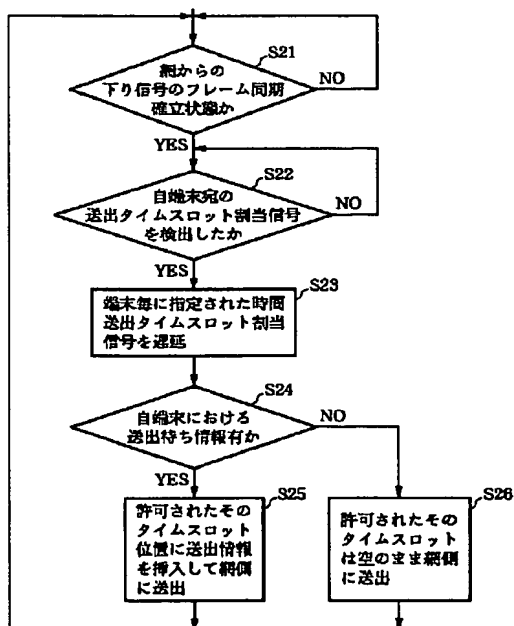 S21
網からの
下り信号のフレーム同期
確立状態か
NO
YES
S22
自端末宛の
送出タイムスロット割当信号
を検出したか
NO
YES
S23
端末毎に指定された時間
送出タイムスロット割当
信号を遅延
S24
自端末における
送出待ち情報有か
NO
YES
S25
許可されたその
タイムスロット
位置に送出情報
を挿入して網側
に送出
S26
許可されたその
タイムスロット
は空のまま網側
に送出